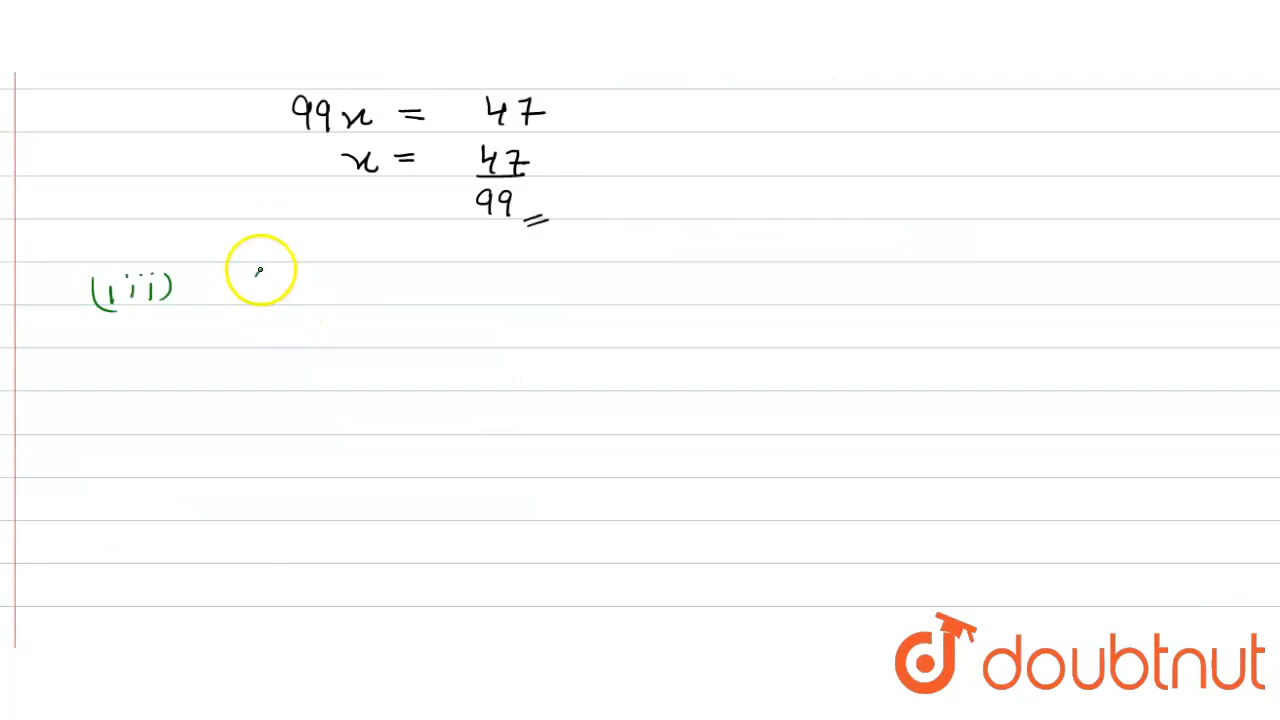 99x = 47
x = 47
99
(iii)
doubtnut